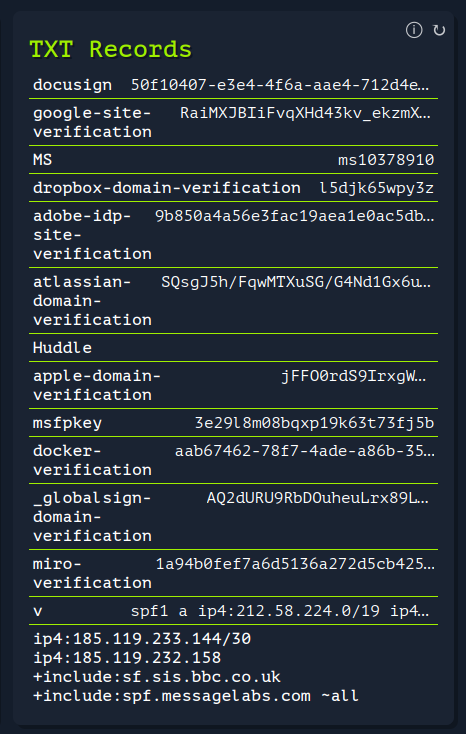 TXT Records
docusign 50f10407-e3e4-4f6a-aae4-712d4e…
google-site-verification RaiMXJBIiFvqXHd43kv_ekzmX…
MS ms10378910
dropbox-domain-verification l5djk65wpy3z
adobe-idp-site-verification 9b850a4a56e3fac19aea1e0ac5db…
atlassian-domain-verification SQsgJ5h/FqwMTXuSG/G4Nd1Gx6u…
Huddle
apple-domain-verification jFFO0rdS9IrxgW…
msfpkey 3e29l8m08bqxp19k63t73fj5b
docker-verification aab67462-78f7-4ade-a86b-35…
_globalsign-domain-verification AQ2dURU9RbDOuheuLrx89L…
miro-verification 1a94b0fef7a6d5136a272d5cb425…
v spf1 a ip4:212.58.224.0/19 ip4…
ip4:185.119.233.144/30
ip4:185.119.232.158
+include:sf.sis.bbc.co.uk
+include:spf.messagelabs.com ~all